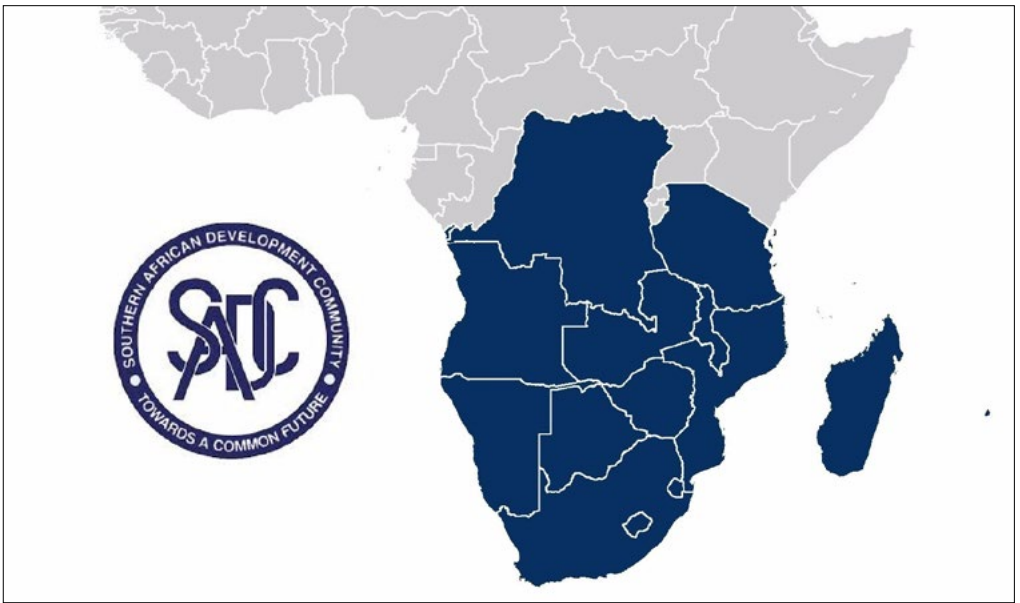 SOUTHERN AFRICAN DEVELOPMENT COMMUNITY
SADC
TOWARDS A COMMON FUTURE